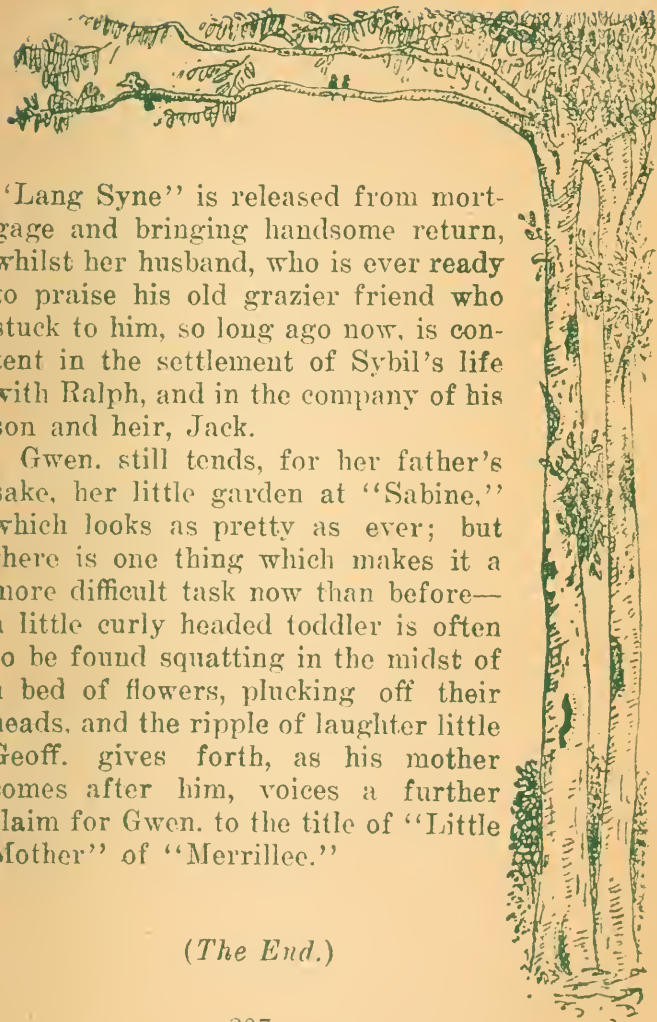 "Lang Syne" is released from mort-
gage and bringing handsome return,
whilst her husband, who is ever ready
to praise his old grazier friend who
stuck to him, so long ago now, is con-
tent in the settlement of Sybil's life
with Ralph, and in the company of his
son and heir, Jack.
Gwen. still tends, for her father's
sake, her little garden at "Sabine,"
which looks as pretty as ever; but
there is one thing which makes it a
more difficult task now than before—
a little curly headed toddler is often
to be found squatting in the midst of
a bed of flowers, plucking off their
heads, and the ripple of laughter little
Geoff. gives forth, as his mother
comes after him, voices a further
claim for Gwen. to the title of "Little
Mother" of "Merrillee."
(The End.)